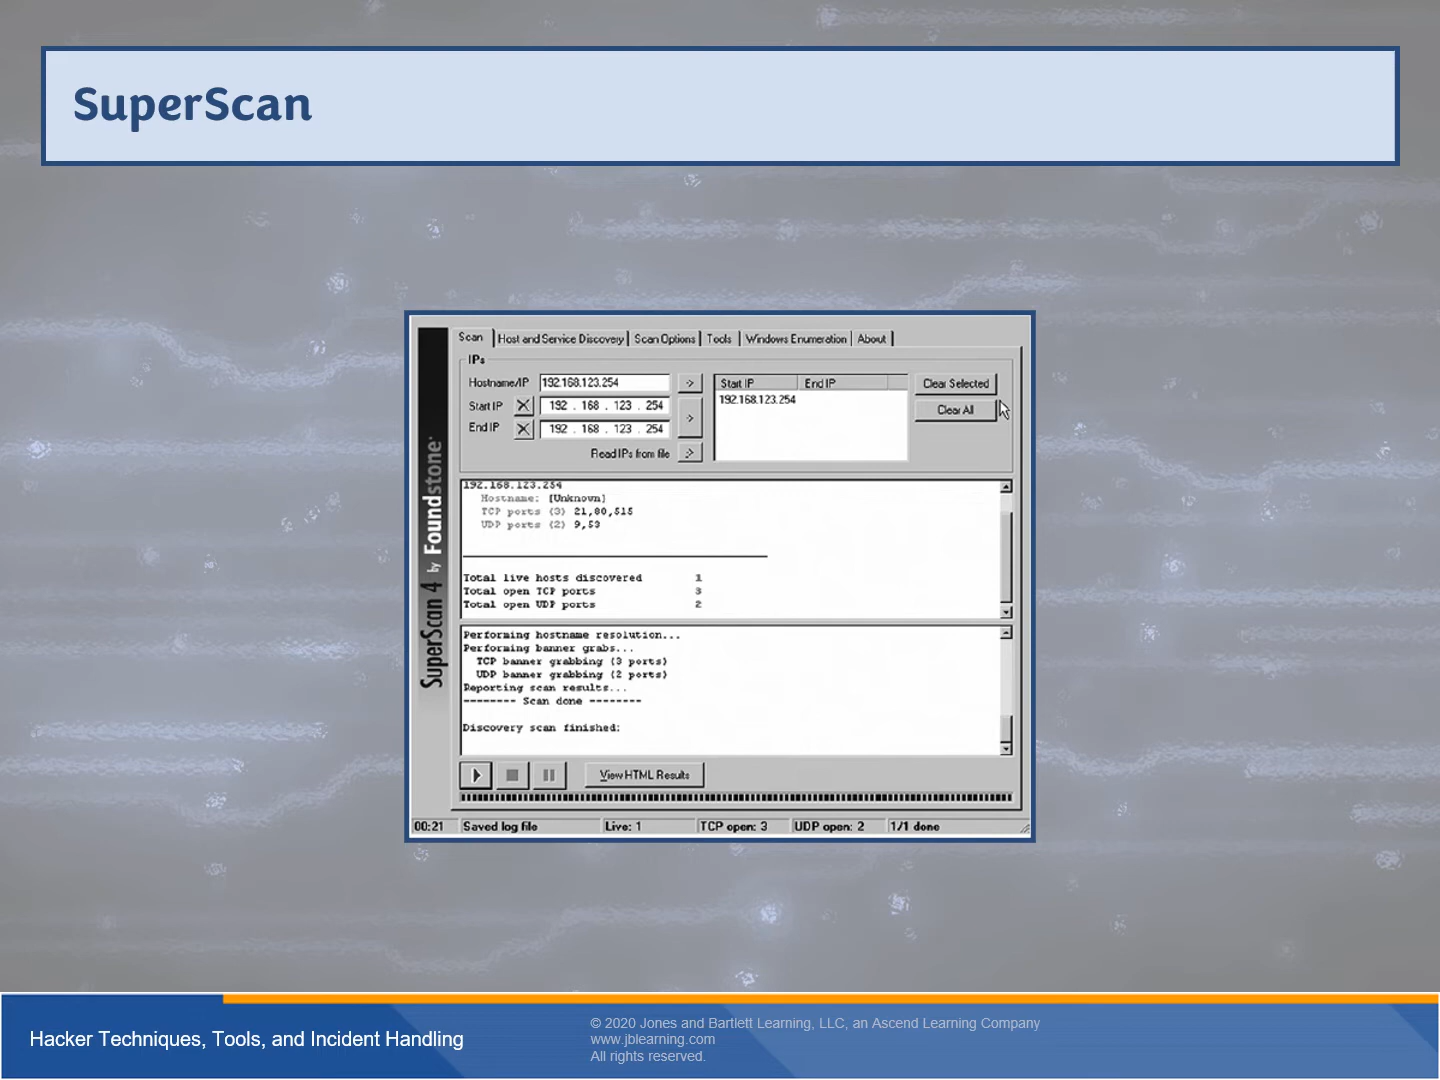 SuperScan
SuperScan 4 by Foundstone
Scan Host and Service Discovery Scan Options Tools Windows Enumeration About
IPs
Hostname/IP 192.168.123.254 ->
Start IP X 192 . 168 . 123 . 254 ->
End IP X 192 . 168 . 123 . 254
Read IPs from file ->
Start IP End IP
192.168.123.254
Clear Selected
Clear All
192.168.123.254
Hostname: [Unknown]
TCP ports (3) 21,80,515
UDP ports (2) 9,53
Total live hosts discovered 1
Total open TCP ports 3
Total open UDP ports 2
Performing hostname resolution...
Performing banner grabs...
TCP banner grabbing (3 ports)
UDP banner grabbing (2 ports)
Reporting scan results...
-------- Scan done --------
Discovery scan finished:
View HTML Results
00:21 Saved log file Live: 1 TCP open: 3 UDP open: 2 1/1 done
Hacker Techniques, Tools, and Incident Handling
© 2020 Jones and Bartlett Learning, LLC, an Ascend Learning Company
www.jblearning.com
All rights reserved.